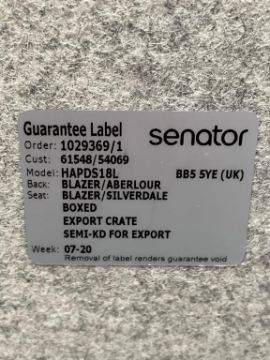 Guarantee Label senator
Order: 1029369/1
Cust: 61548/54069
Model: HAPDS18L BB5 5YE (UK)
Back: BLAZER/ABERLOUR
Seat: BLAZER/SILVERDALE
BOXED
EXPORT CRATE
SEMI-KD FOR EXPORT
Week: 07-20
Removal of label renders guarantee void